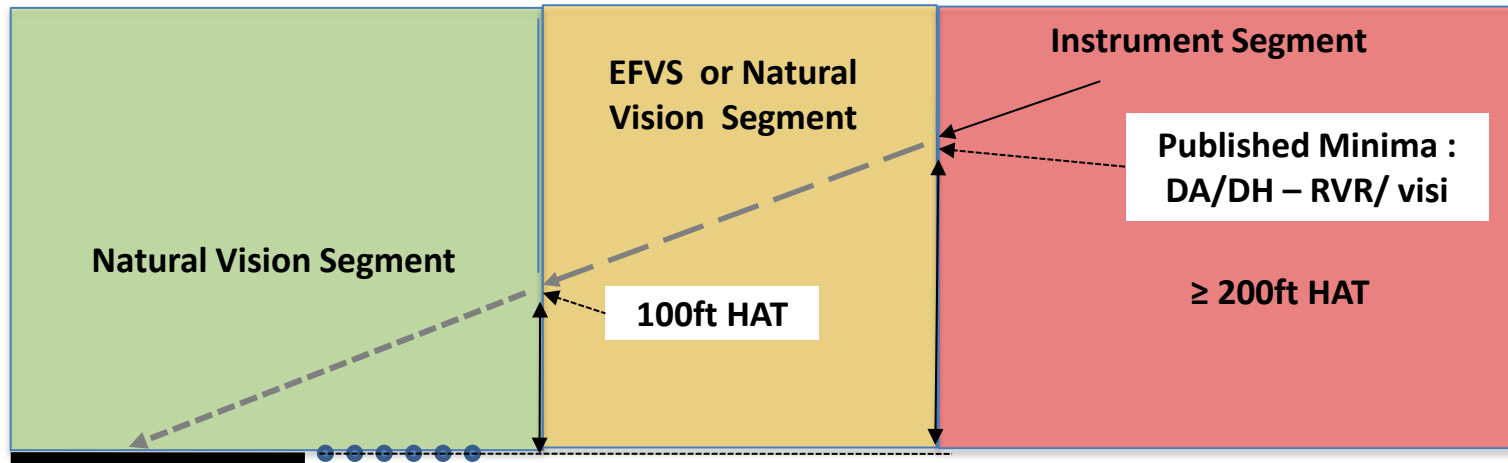 Instrument Segment
EFVS or Natural
Vision Segment
Published Minima :
DA/DH – RVR/ visi
Natural Vision Segment
100ft HAT
≥ 200ft HAT